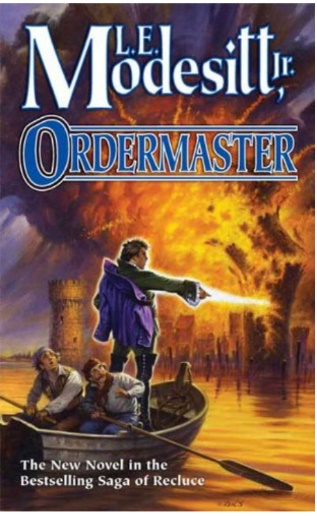 L.E.
Modesitt, Jr.
ORDERMASTER
The New Novel in the
Bestselling Saga of Recluce